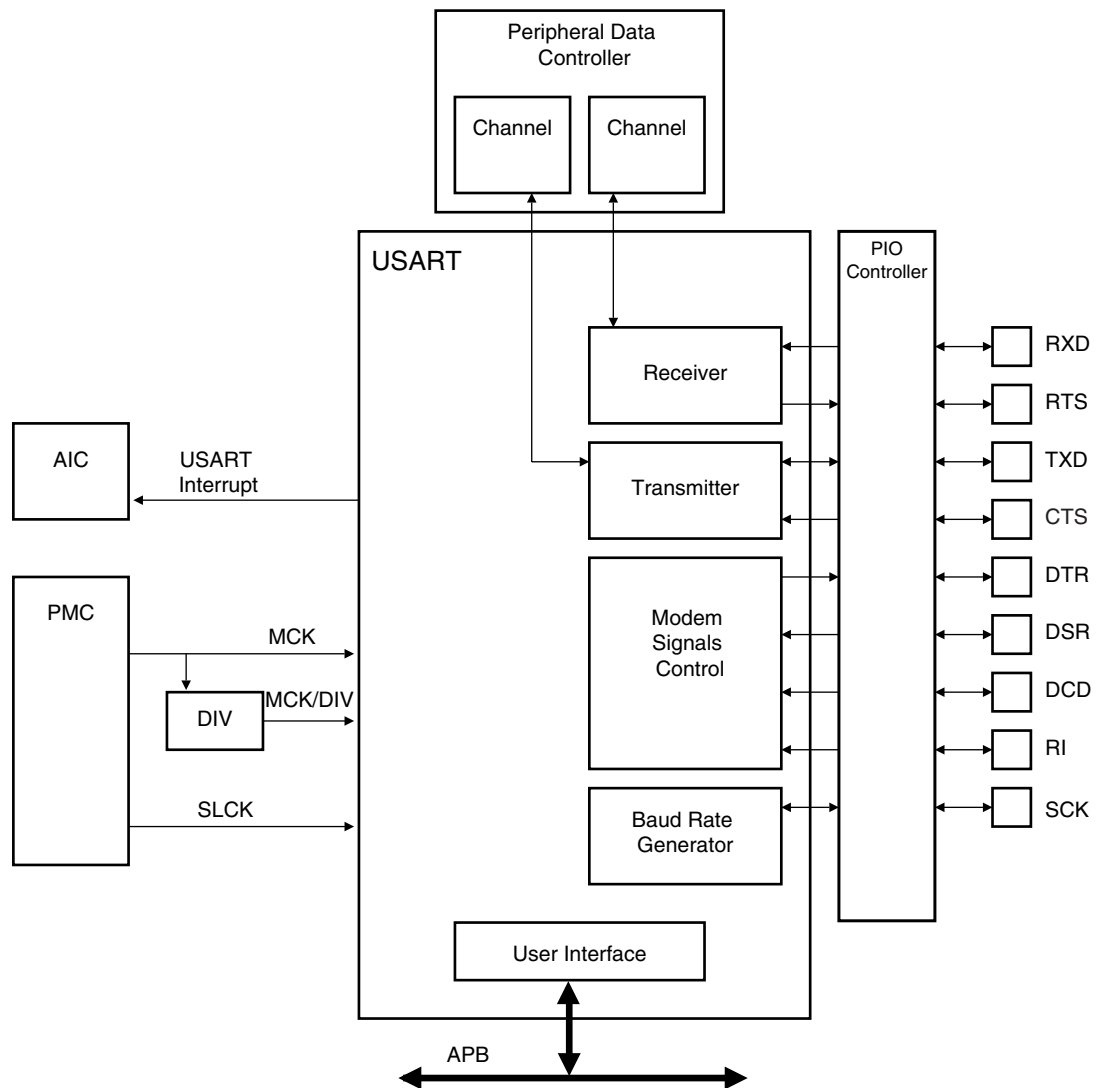 Peripheral Data
Controller
Channel
Channel
USART
PIO
Controller
Receiver
RXD
RTS
AIC
USART
Interrupt
Transmitter
TXD
CTS
PMC
MCK
DIV
MCK/DIV
SLCK
Modem
Signals
Control
DTR
DSR
DCD
RI
Baud Rate
Generator
SCK
User Interface
APB